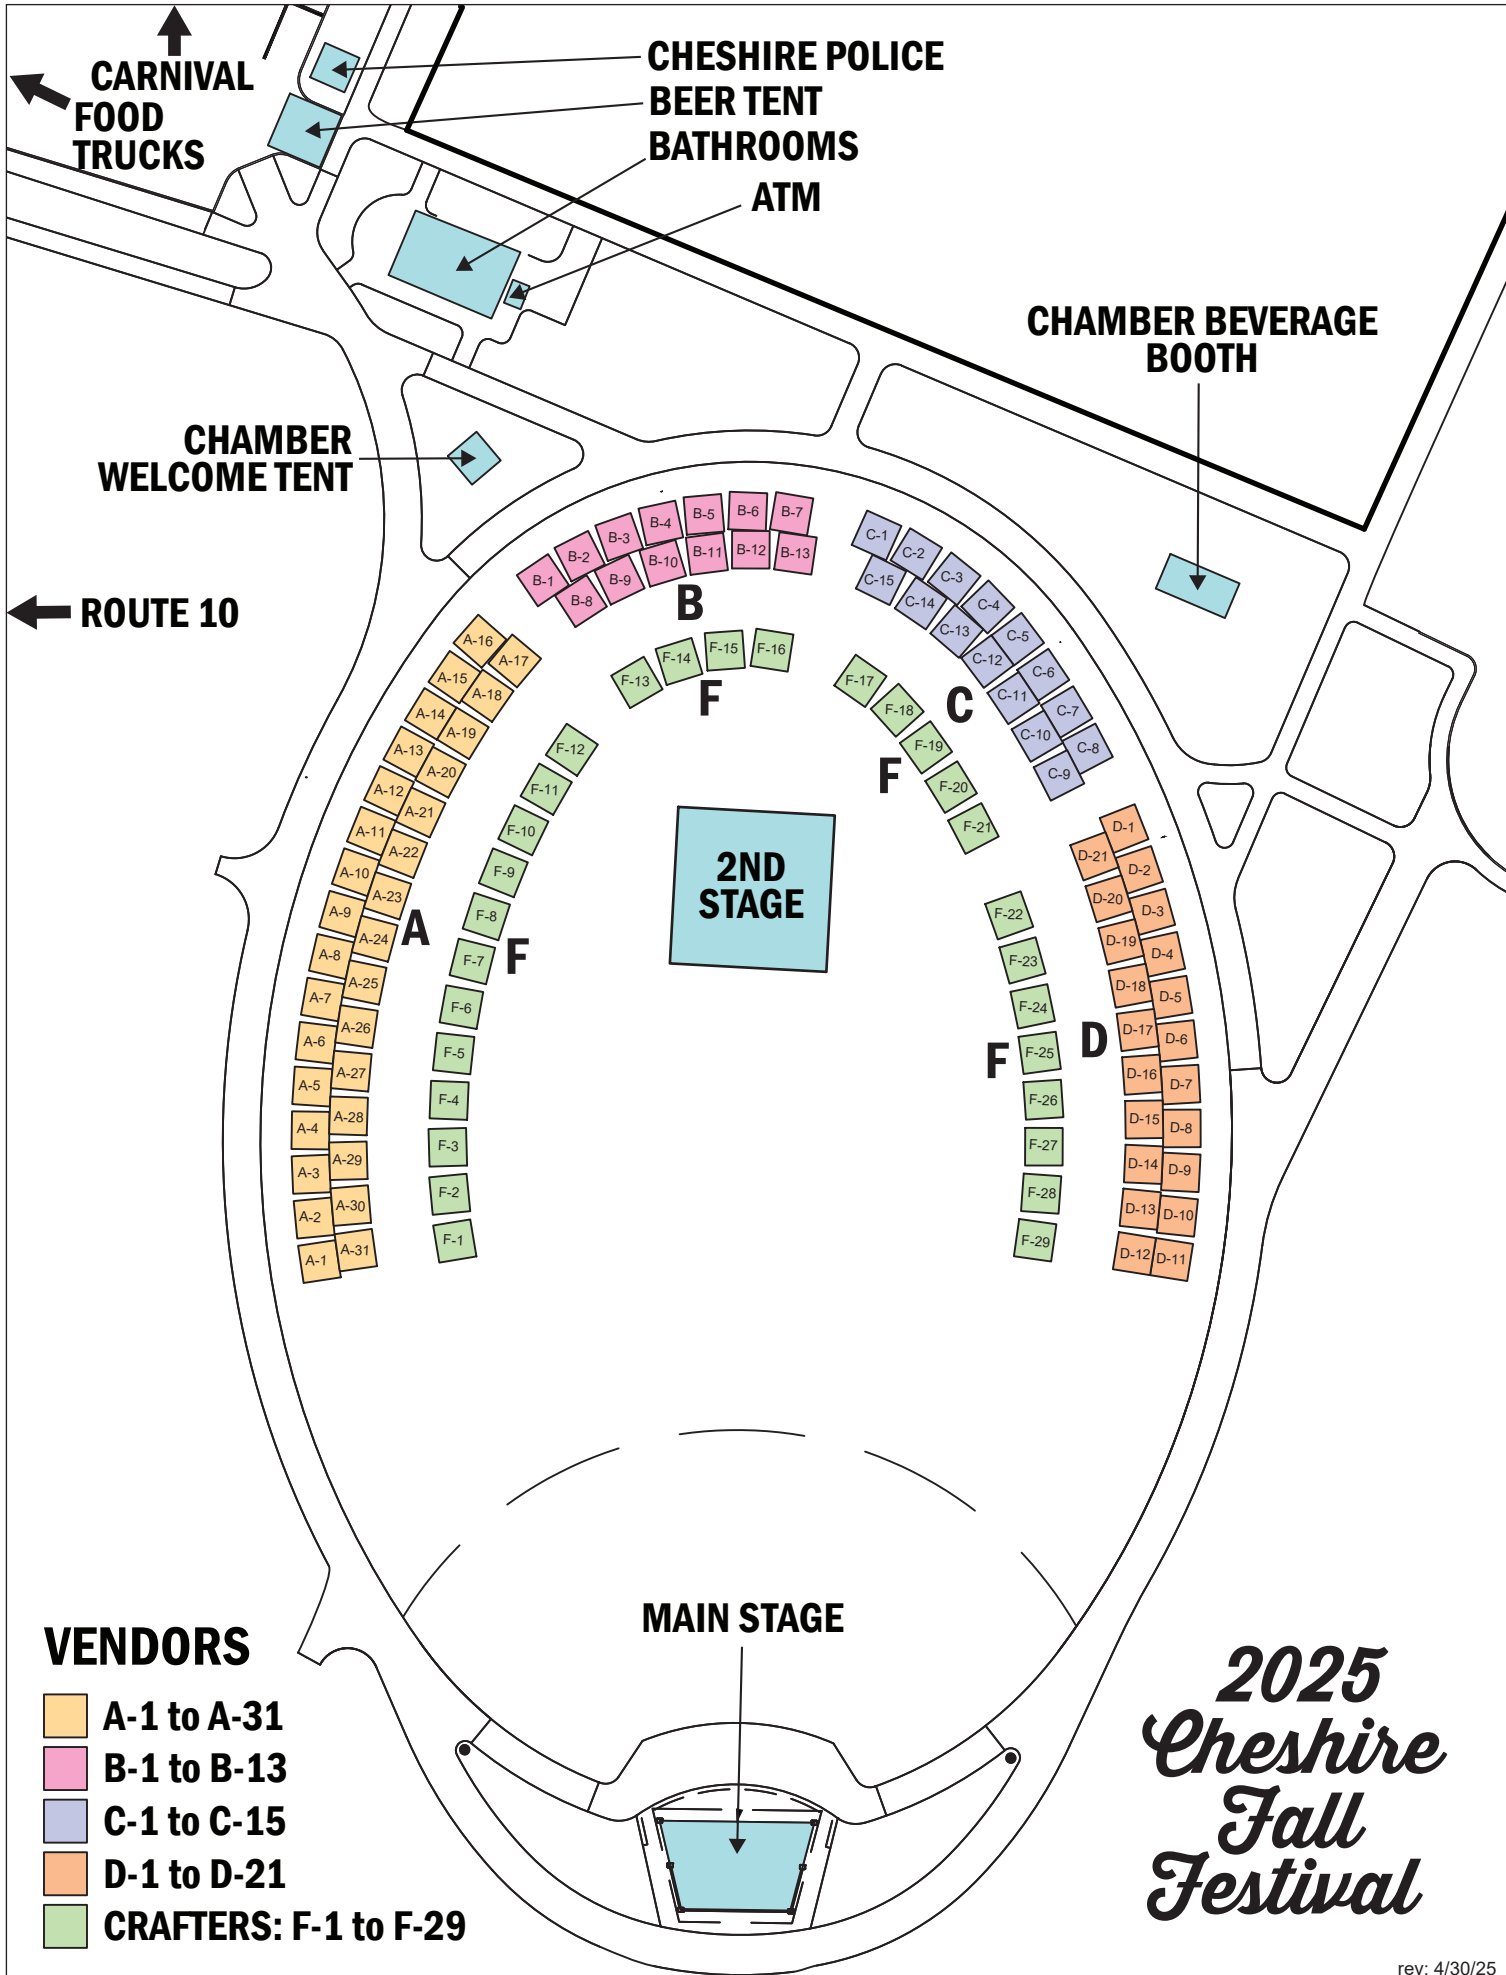 CARNIVAL
FOOD
TRUCKS
CHESHIRE POLICE
BEER TENT
BATHROOMS
ATM
CHAMBER BEVERAGE
BOOTH
CHAMBER
WELCOME TENT
ROUTE 10
B-1
B-2
B-3
B-4
B-5
B-6
B-7
B-8
B-9
B-10
B-11
B-12
B-13
B
C-1
C-2
C-3
C-4
C-5
C-6
C-7
C-8
C-9
C-10
C-11
C-12
C-13
C-14
C-15
C
A-16
A-17
A-15
A-18
A-14
A-19
A-13
A-20
A-12
A-21
A-11
A-22
A-10
A-23
A-9
A-24
A-8
A-25
A-7
A-26
A-6
A-27
A-5
A-28
A-4
A-29
A-3
A-30
A-2
A-31
A-1
A
F-13
F-14
F-15
F-16
F
F-17
F-18
F-19
F-20
F-21
F
F-12
F-11
F-10
F-9
F-8
F-7
F-6
F-5
F-4
F-3
F-2
F-1
F
2ND
STAGE
F-22
F-23
F-24
F-25
F-26
F-27
F-28
F-29
F
D-1
D-21
D-2
D-20
D-3
D-19
D-4
D-18
D-5
D-17
D-6
D-16
D-7
D-15
D-8
D-14
D-9
D-13
D-10
D-12
D-11
D
MAIN STAGE
VENDORS
A-1 to A-31
B-1 to B-13
C-1 to C-15
D-1 to D-21
CRAFTERS: F-1 to F-29
2025
Cheshire
Fall
Festival
rev: 4/30/25